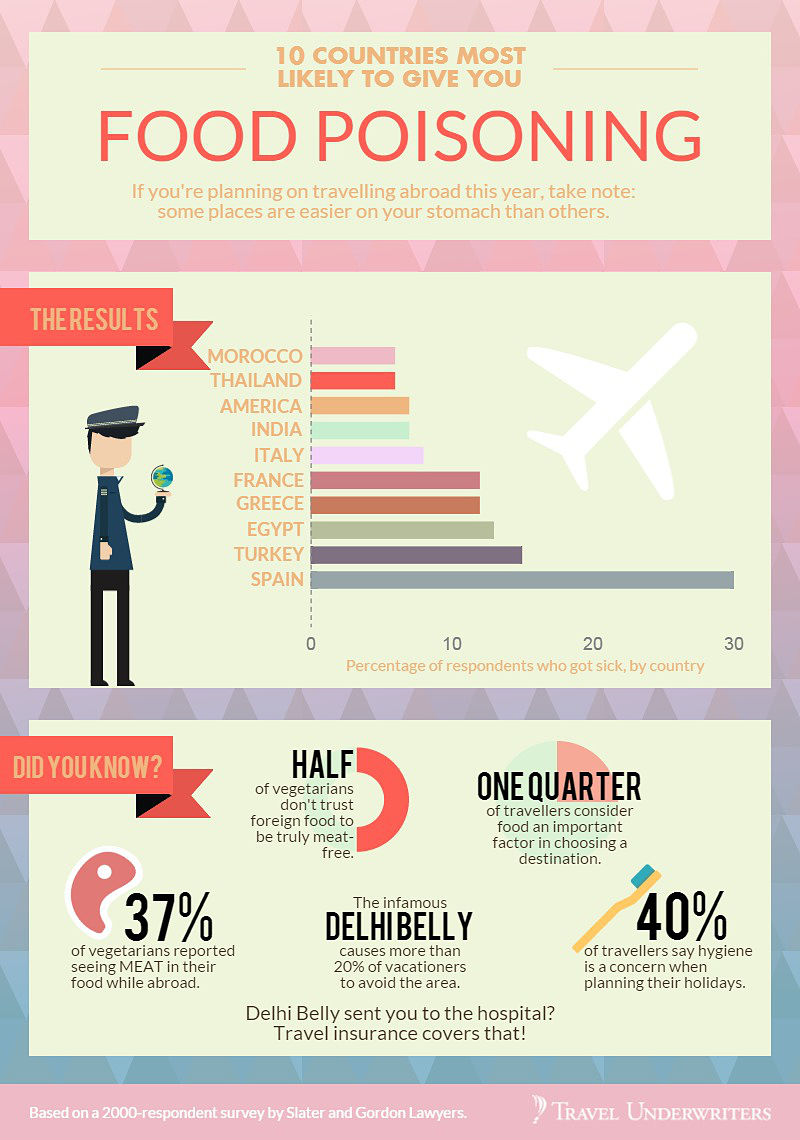 10 COUNTRIES MOST
LIKELY TO GIVE YOU
FOOD POISONING
If you're planning on travelling abroad this year, take note:
some places are easier on your stomach than others.
THE RESULTS
MOROCCO
THAILAND
AMERICA
INDIA
ITALY
FRANCE
GREECE
EGYPT
TURKEY
SPAIN
0 10 20 30
Percentage of respondents who got sick, by country
DID YOU KNOW?
HALF
of vegetarians
don't trust
foreign food to
be truly meat-
free.
ONE QUARTER
of travellers consider
food an important
factor in choosing a
destination.
37%
of vegetarians reported
seeing MEAT in their
food while abroad.
The infamous
DELHI BELLY
causes more than
20% of vacationers
to avoid the area.
40%
of travellers say hygiene
is a concern when
planning their holidays.
Delhi Belly sent you to the hospital?
Travel insurance covers that!
Based on a 2000-respondent survey by Slater and Gordon Lawyers.
TRAVEL UNDERWRITERS